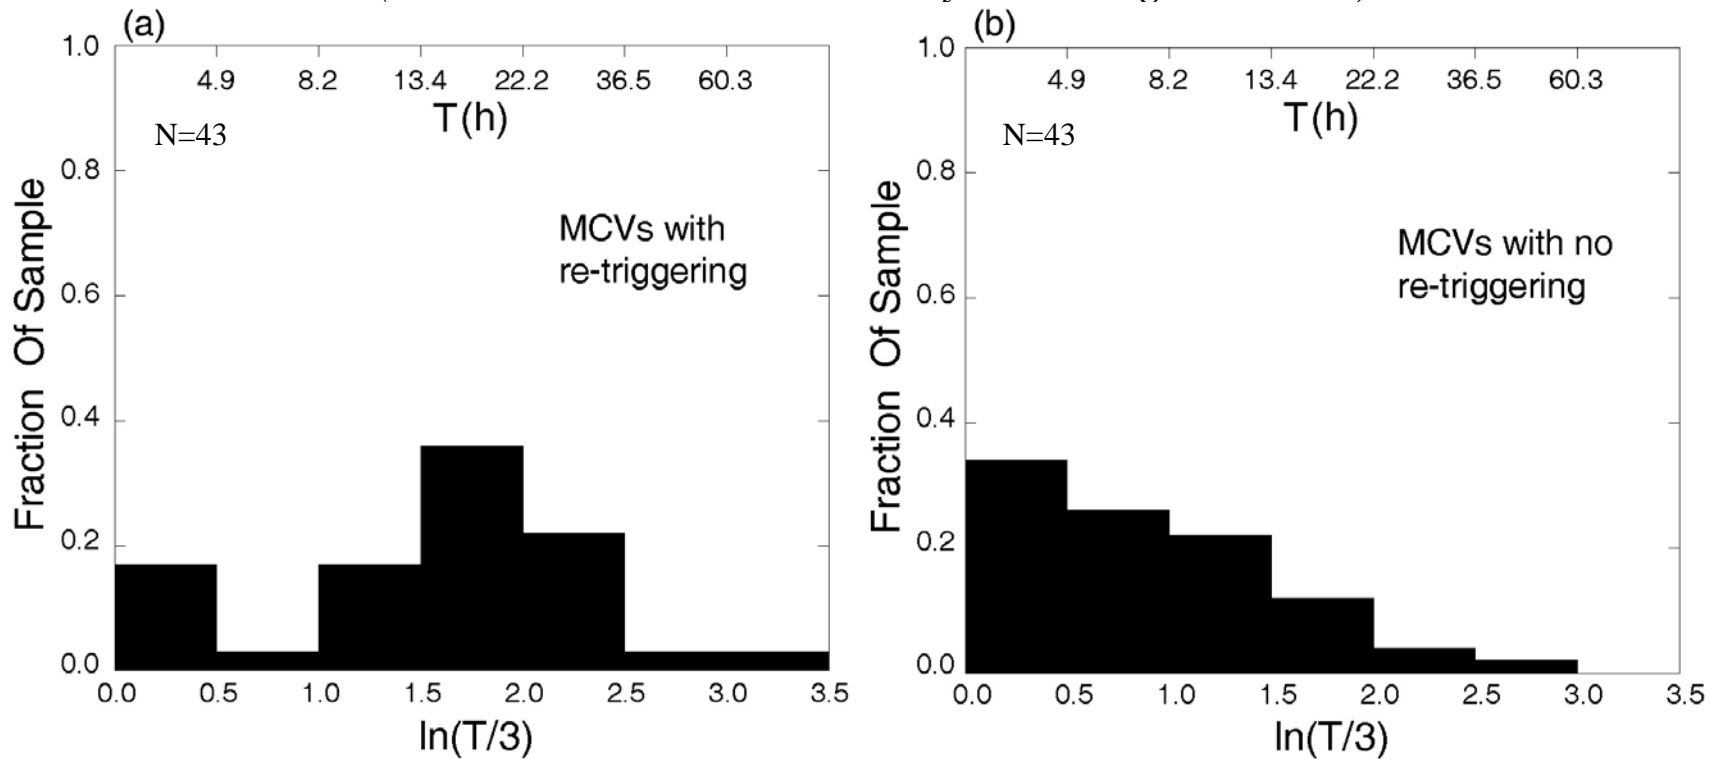 (a)
1.0
4.9 8.2 13.4 22.2 36.5 60.3
T(h)
N=43
0.8
MCVs with
re-triggering
0.6
0.4
0.2
0.0
Fraction Of Sample
0.0 0.5 1.0 1.5 2.0 2.5 3.0 3.5
ln(T/3)
(b)
1.0
4.9 8.2 13.4 22.2 36.5 60.3
T(h)
N=43
0.8
MCVs with no
re-triggering
0.6
0.4
0.2
0.0
Fraction Of Sample
0.0 0.5 1.0 1.5 2.0 2.5 3.0 3.5
ln(T/3)